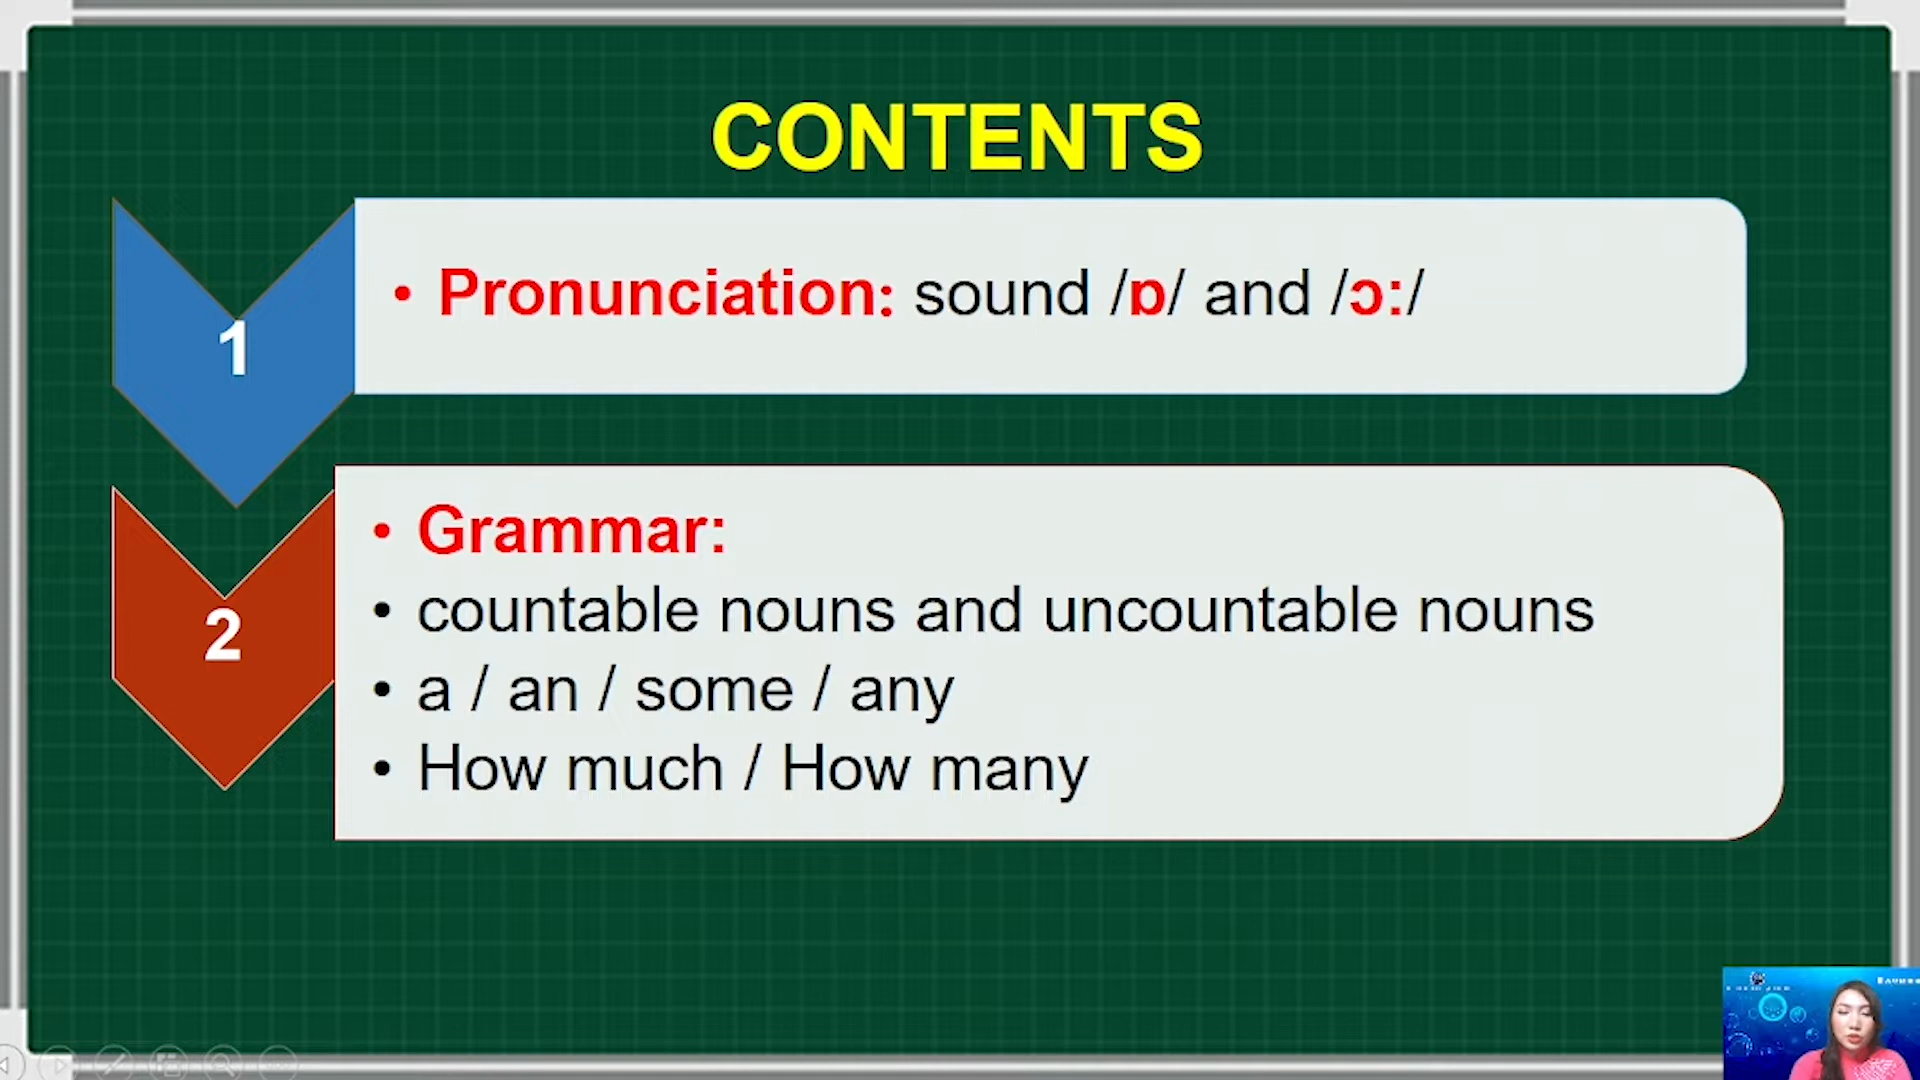 CONTENTS
1
• Pronunciation: sound /ɒ/ and /ɔ:/
2
• Grammar:
• countable nouns and uncountable nouns
• a / an / some / any
• How much / How many